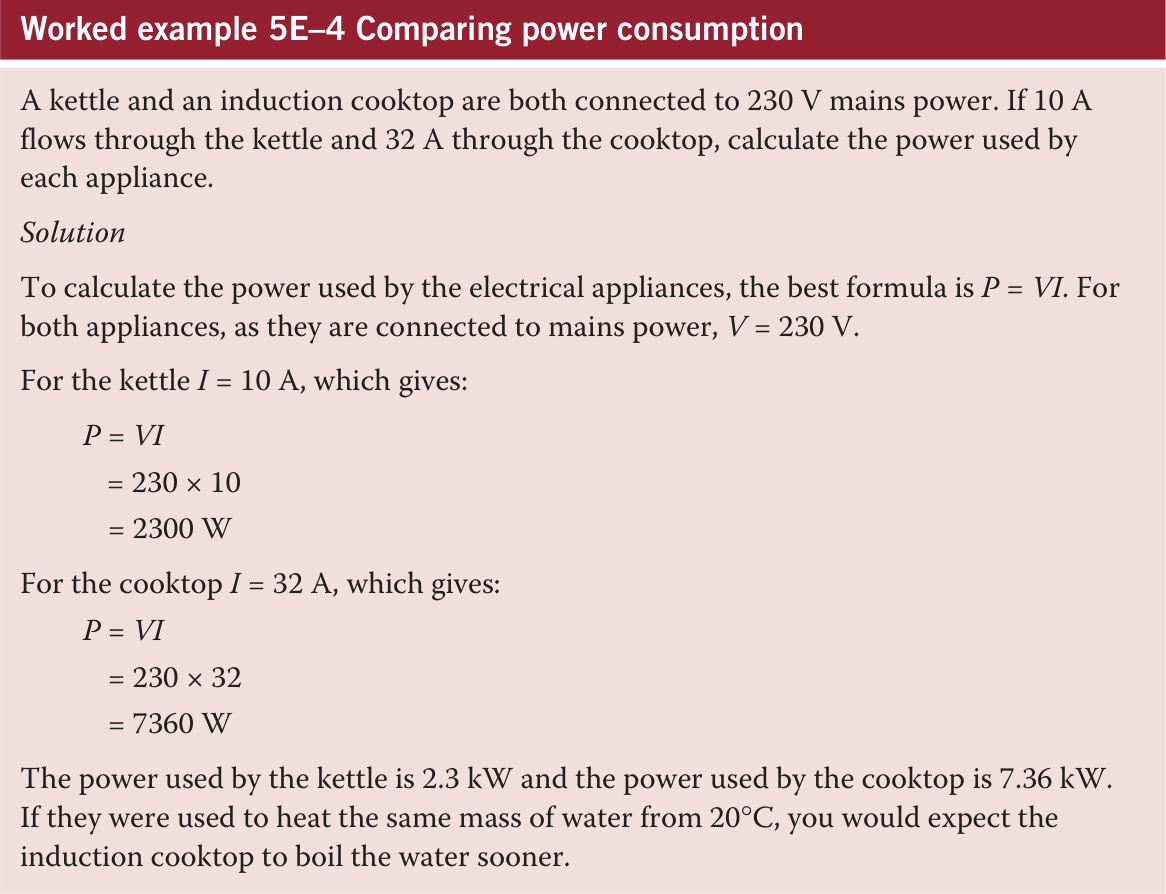 Worked example 5E–4 Comparing power consumption
A kettle and an induction cooktop are both connected to 230 V mains power. If 10 A
flows through the kettle and 32 A through the cooktop, calculate the power used by
each appliance.
Solution
To calculate the power used by the electrical appliances, the best formula is P = VI. For
both appliances, as they are connected to mains power, V = 230 V.
For the kettle I = 10 A, which gives:
P = VI
= 230 × 10
= 2300 W
For the cooktop I = 32 A, which gives:
P = VI
= 230 × 32
= 7360 W
The power used by the kettle is 2.3 kW and the power used by the cooktop is 7.36 kW.
If they were used to heat the same mass of water from 20°C, you would expect the
induction cooktop to boil the water sooner.